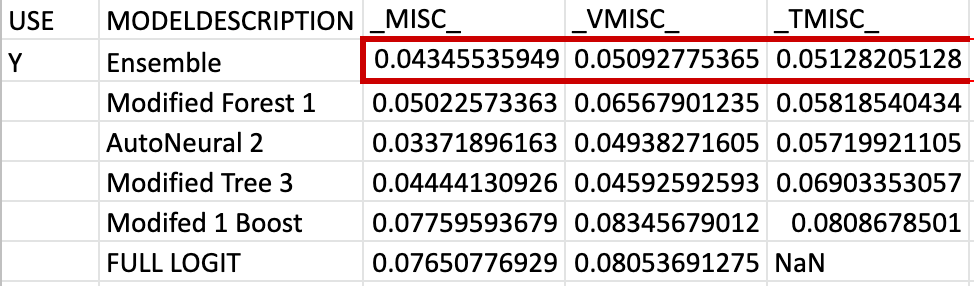 USE MODELDESCRIPTION _MISC_ _VMISC_ _TMISC_
Y Ensemble 0.04345535949 0.05092775365 0.05128205128
Modified Forest 1 0.05022573363 0.06567901235 0.05818540434
AutoNeural 2 0.03371896163 0.04938271605 0.05719921105
Modified Tree 3 0.04444130926 0.04592592593 0.06903353057
Modifed 1 Boost 0.07759593679 0.08345679012 0.0808678501
FULL LOGIT 0.07650776929 0.08053691275 NaN